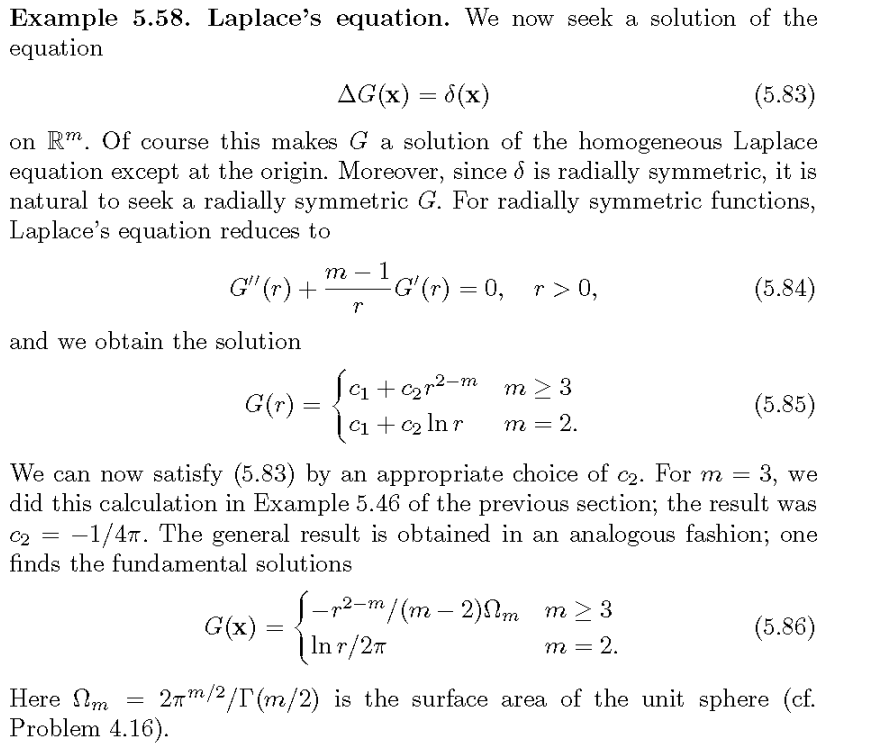 Example 5.58. Laplace's equation. We now seek a solution of the
equation
ΔG(x) = δ(x) (5.83)
on ℝᵐ. Of course this makes G a solution of the homogeneous Laplace
equation except at the origin. Moreover, since δ is radially symmetric, it is
natural to seek a radially symmetric G. For radially symmetric functions,
Laplace's equation reduces to
G''(r) + \frac{m − 1}{r} G'(r) = 0, r > 0, (5.84)
and we obtain the solution
G(r) = { c₁ + c₂r²⁻ᵐ m ≥ 3
c₁ + c₂ ln r m = 2. (5.85)
We can now satisfy (5.83) by an appropriate choice of c₂. For m = 3, we
did this calculation in Example 5.46 of the previous section; the result was
c₂ = −1/4π. The general result is obtained in an analogous fashion; one
finds the fundamental solutions
G(x) = { −r²⁻ᵐ/(m − 2)Ωₘ m ≥ 3
ln r/2π m = 2. (5.86)
Here Ωₘ = 2πᵐ/²/Γ(m/2) is the surface area of the unit sphere (cf.
Problem 4.16).